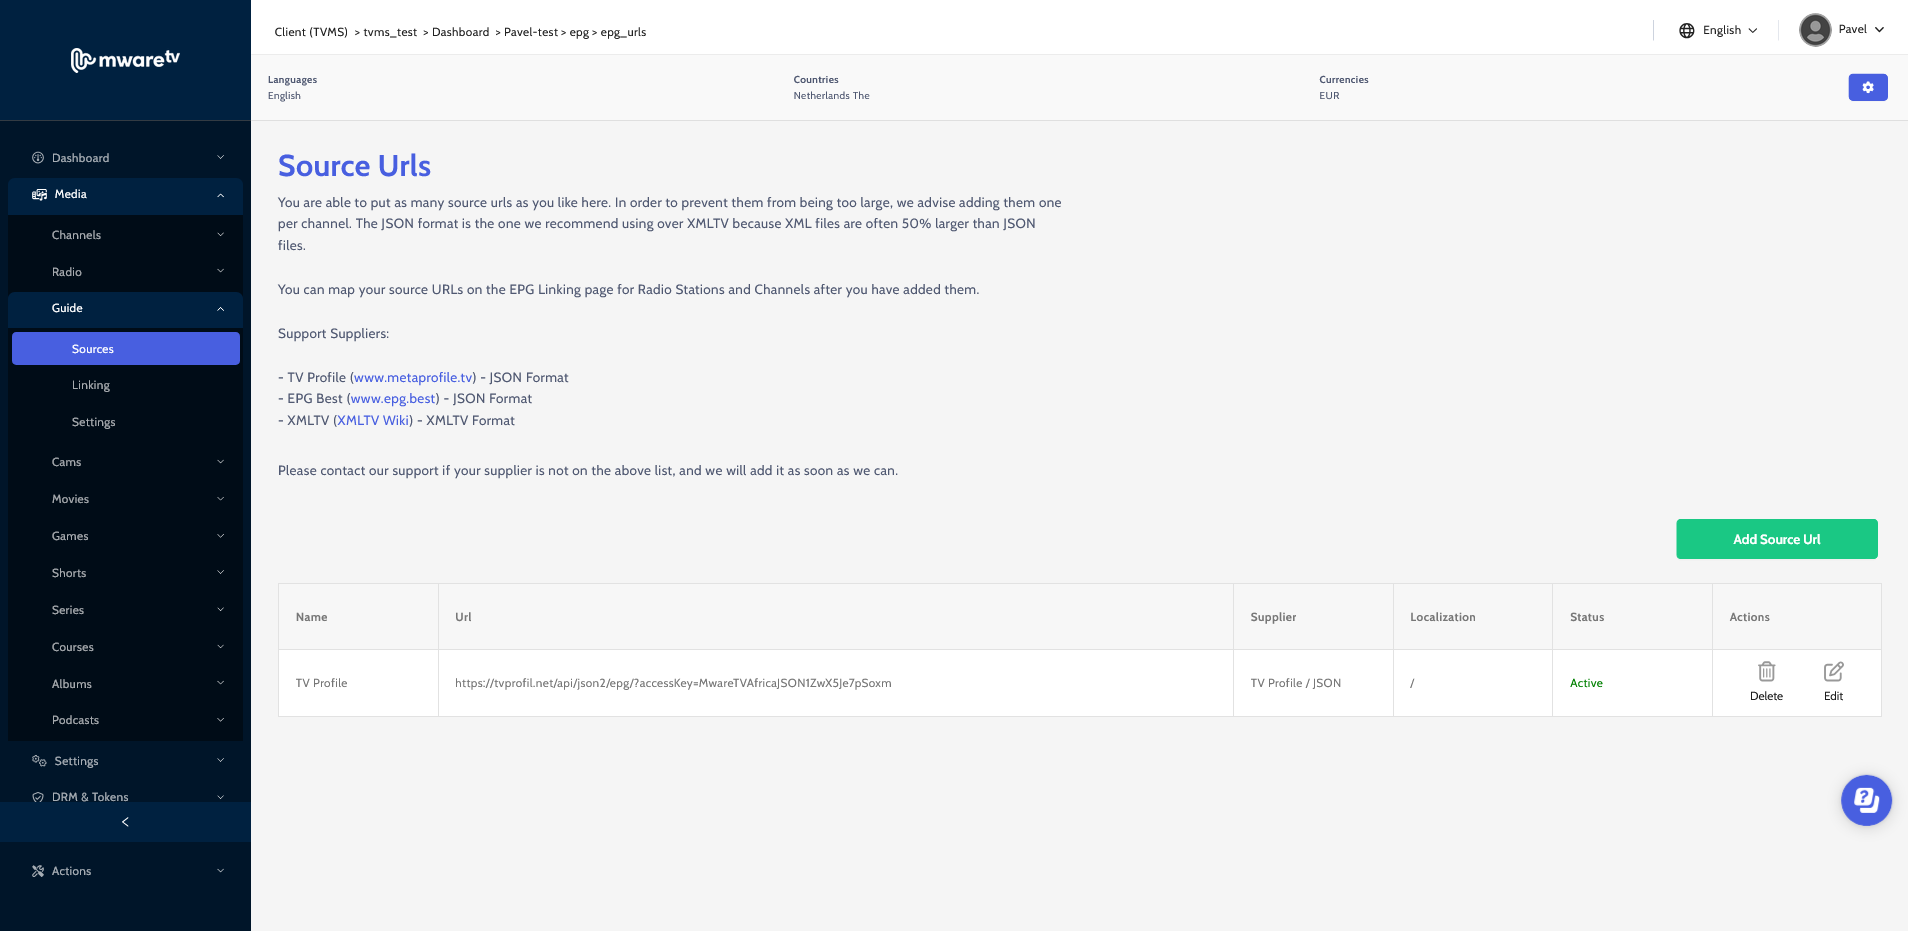 mwaretv
Client (TVMS) > tvms_test > Dashboard > Pavel-test > epg > epg_urls
English
Pavel
Languages
English
Countries
Netherlands The
Currencies
EUR
Dashboard
Media
Channels
Radio
Guide
Sources
Linking
Settings
Cams
Movies
Games
Shorts
Series
Courses
Albums
Podcasts
Settings
DRM & Tokens
<
Actions
Source Urls
You are able to put as many source urls as you like here. In order to prevent them from being too large, we advise adding them one
per channel. The JSON format is the one we recommend using over XMLTV because XML files are often 50% larger than JSON
files.
You can map your source URLs on the EPG Linking page for Radio Stations and Channels after you have added them.
Support Suppliers:
- TV Profile (www.metaprofile.tv) - JSON Format
- EPG Best (www.epg.best) - JSON Format
- XMLTV (XMLTV Wiki) - XMLTV Format
Please contact our support if your supplier is not on the above list, and we will add it as soon as we can.
Add Source Url
Name Url Supplier Localization Status Actions
TV Profile https://tvprofil.net/api/json2/epg/?accessKey=MwareTVAfricaJSON1ZwX5Je7pSoxm TV Profile / JSON / Active Delete Edit